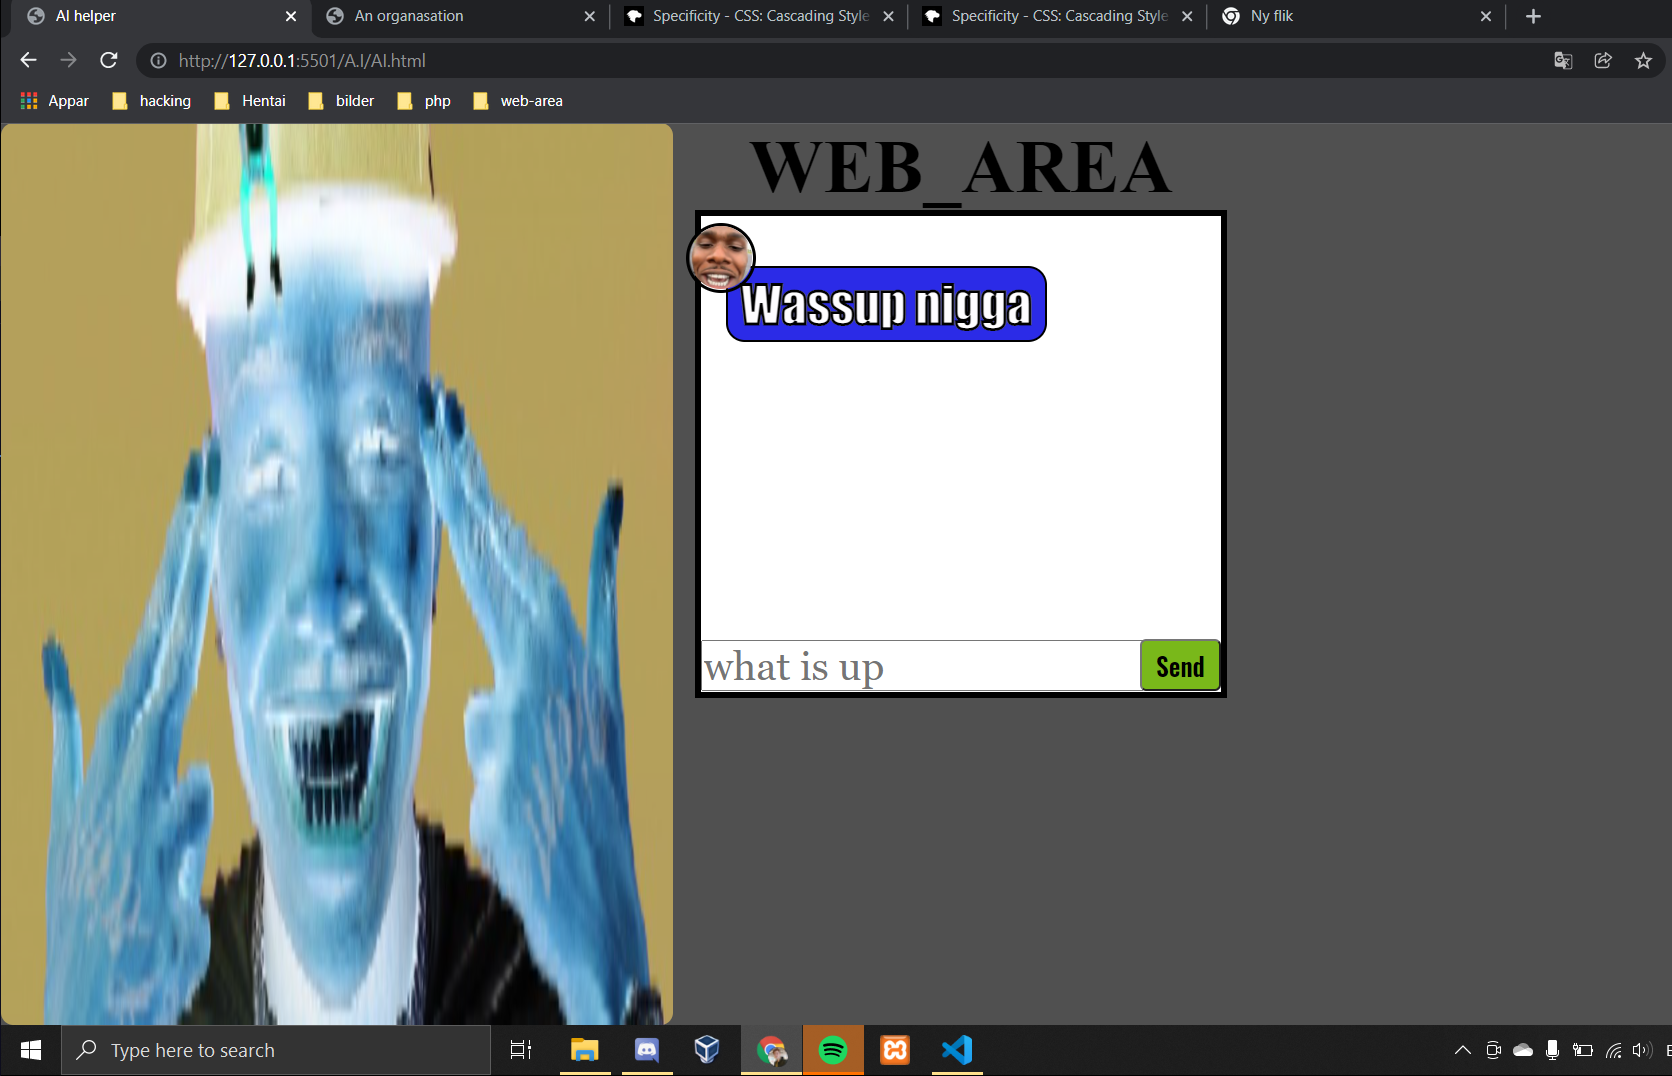 AI helper
An organasation
Specificity - CSS: Cascading Style
Specificity - CSS: Cascading Style
Ny flik
http://127.0.0.1:5501/A.I/AI.html
Appar
hacking
Hentai
bilder
php
web-area
WEB_AREA
Wassup nigga
what is up
Send
Type here to search